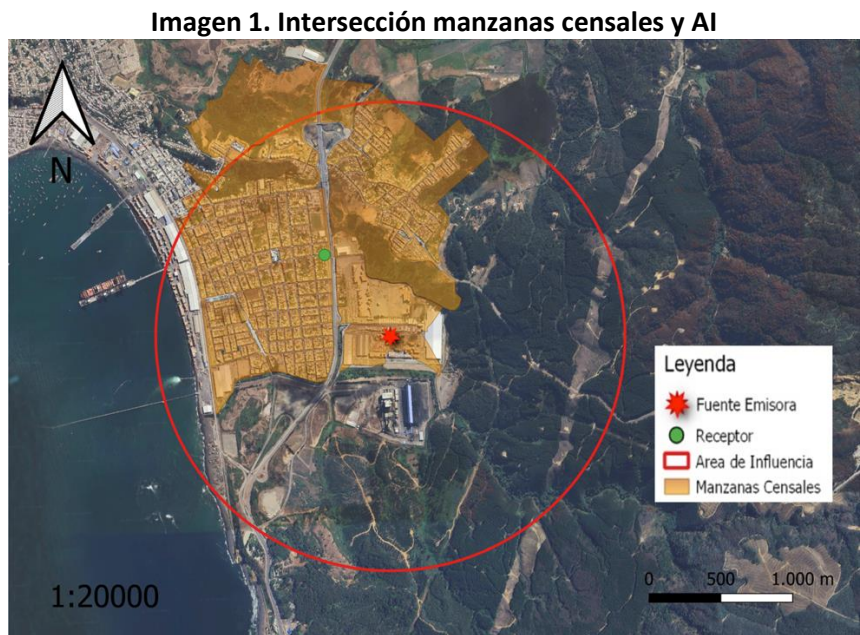 Imagen 1. Intersección manzanas censales y AI
N
Leyenda
Fuente Emisora
Receptor
Area de Influencia
Manzanas Censales
0 500 1.000 m
1:20000